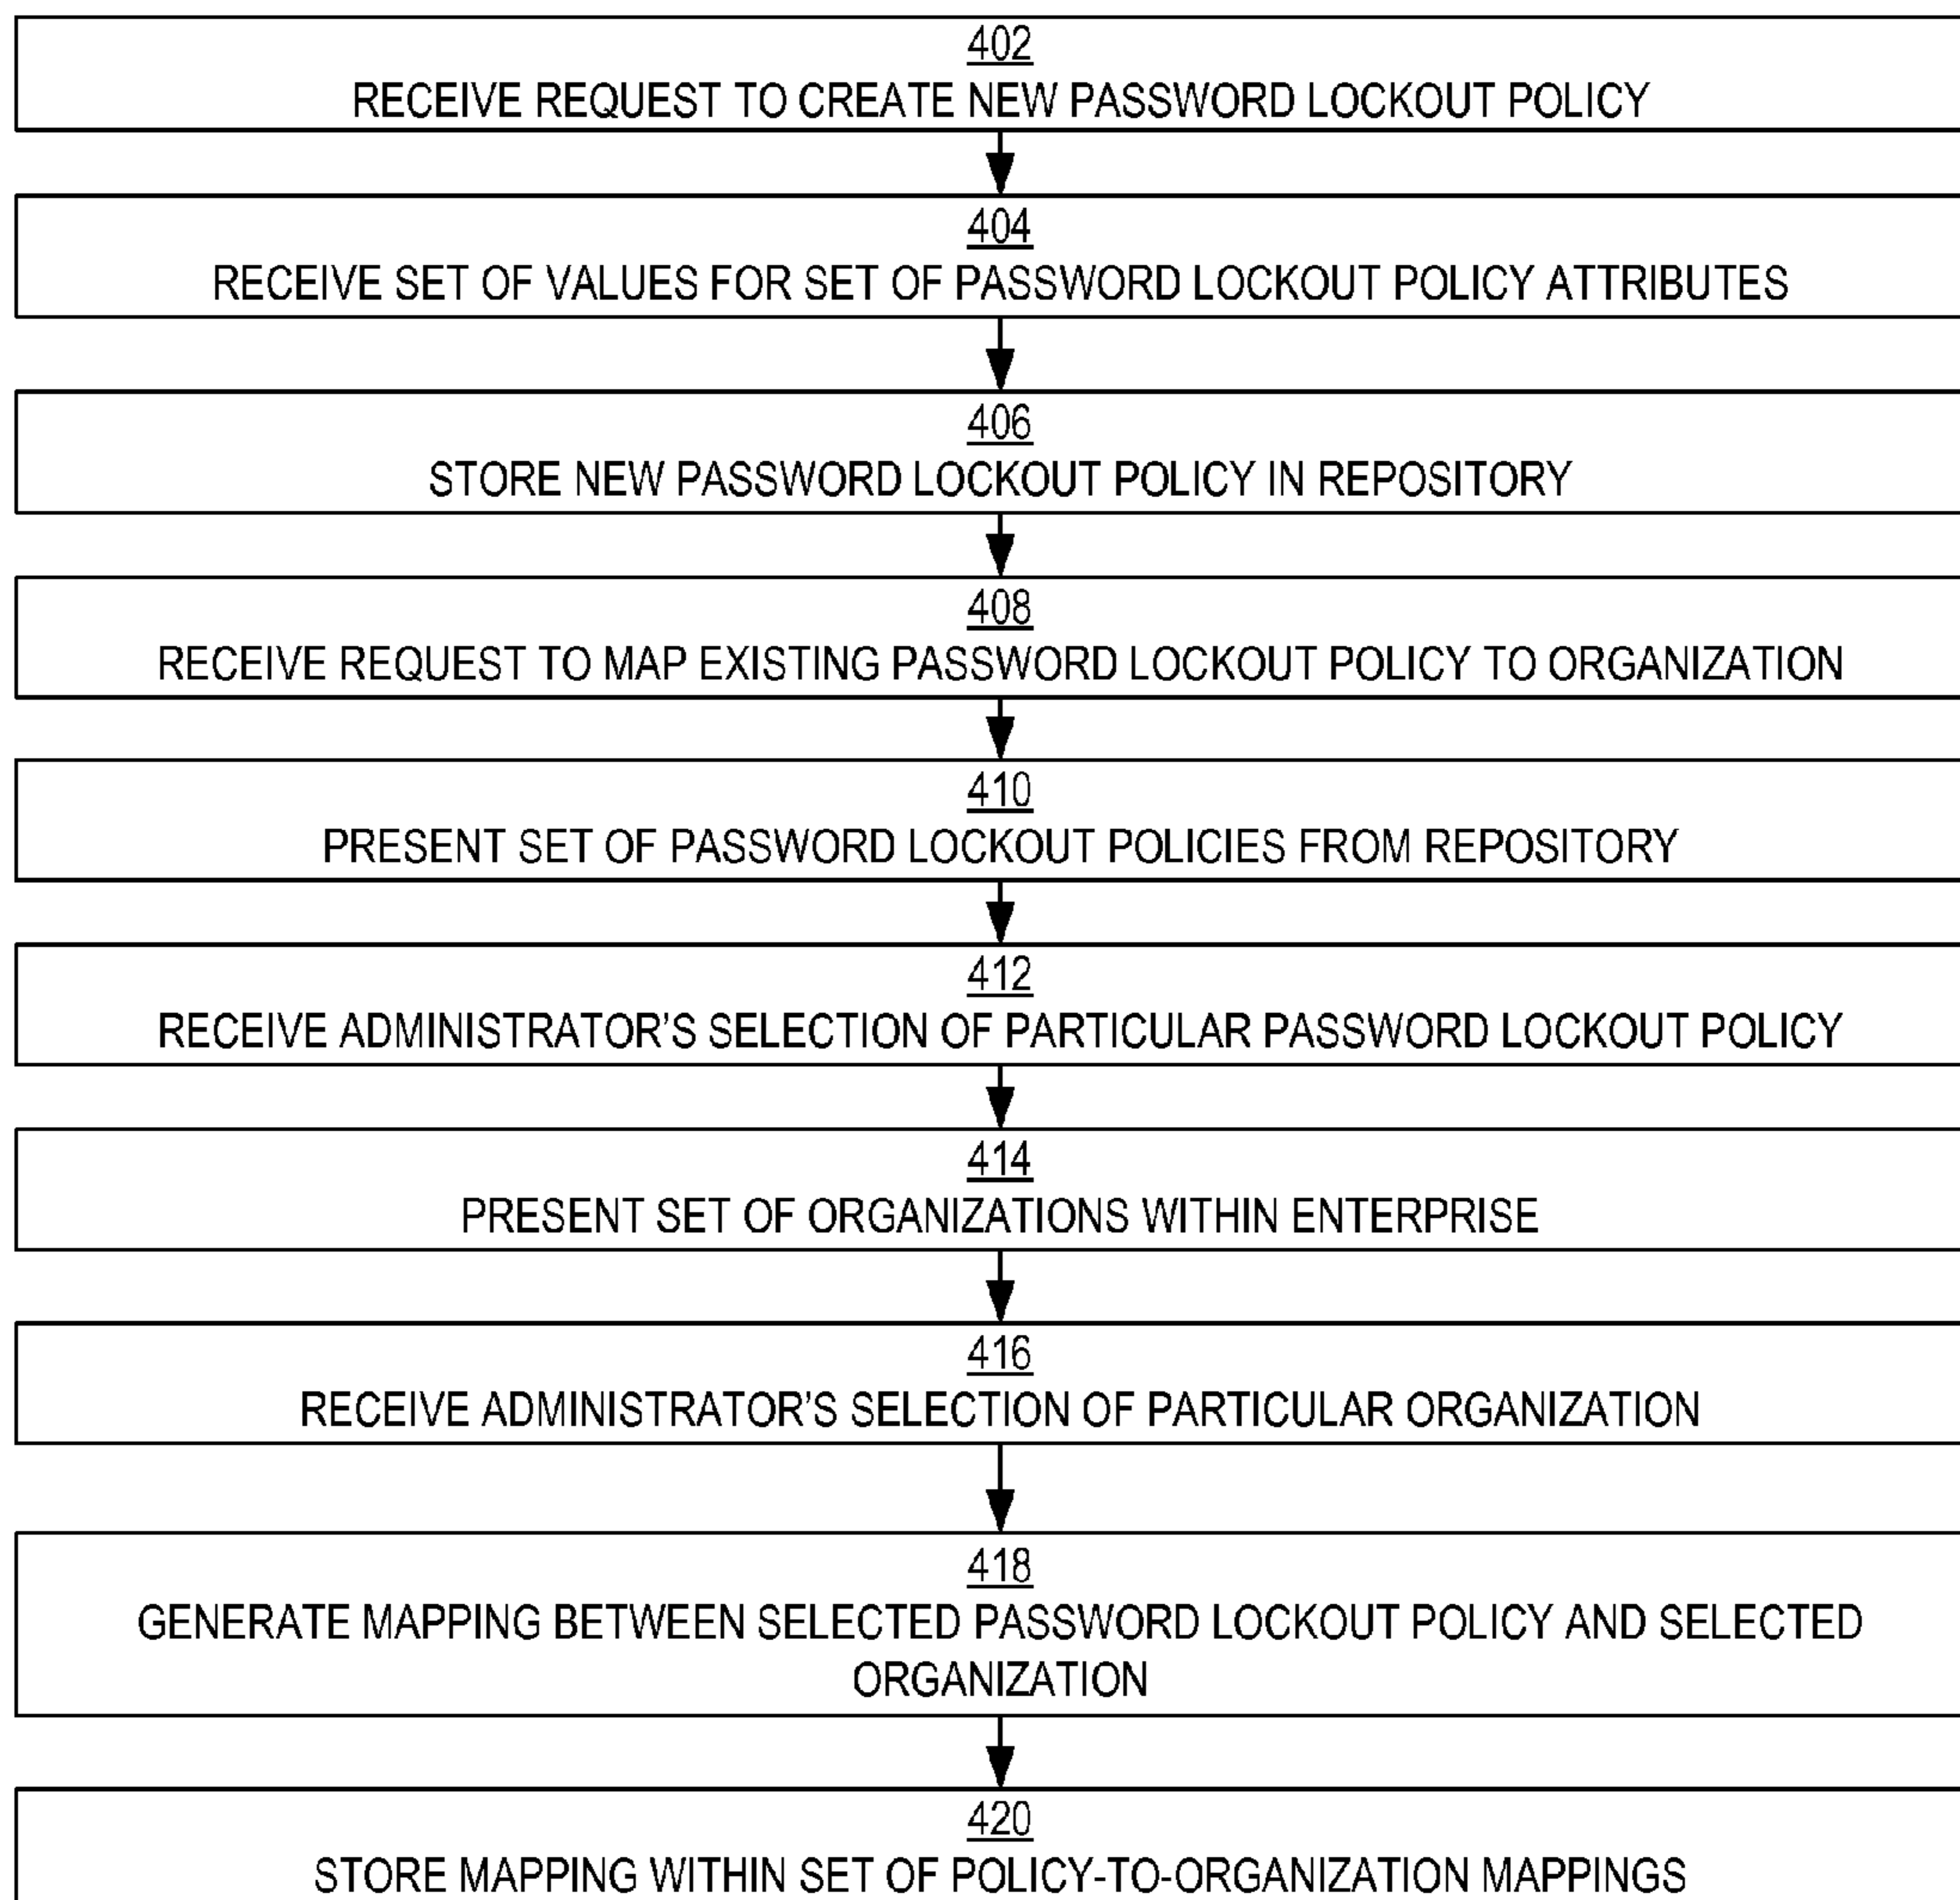 402
RECEIVE REQUEST TO CREATE NEW PASSWORD LOCKOUT POLICY
404
RECEIVE SET OF VALUES FOR SET OF PASSWORD LOCKOUT POLICY ATTRIBUTES
406
STORE NEW PASSWORD LOCKOUT POLICY IN REPOSITORY
408
RECEIVE REQUEST TO MAP EXISTING PASSWORD LOCKOUT POLICY TO ORGANIZATION
410
PRESENT SET OF PASSWORD LOCKOUT POLICIES FROM REPOSITORY
412
RECEIVE ADMINISTRATOR'S SELECTION OF PARTICULAR PASSWORD LOCKOUT POLICY
414
PRESENT SET OF ORGANIZATIONS WITHIN ENTERPRISE
416
RECEIVE ADMINISTRATOR'S SELECTION OF PARTICULAR ORGANIZATION
418
GENERATE MAPPING BETWEEN SELECTED PASSWORD LOCKOUT POLICY AND SELECTED
ORGANIZATION
420
STORE MAPPING WITHIN SET OF POLICY-TO-ORGANIZATION MAPPINGS